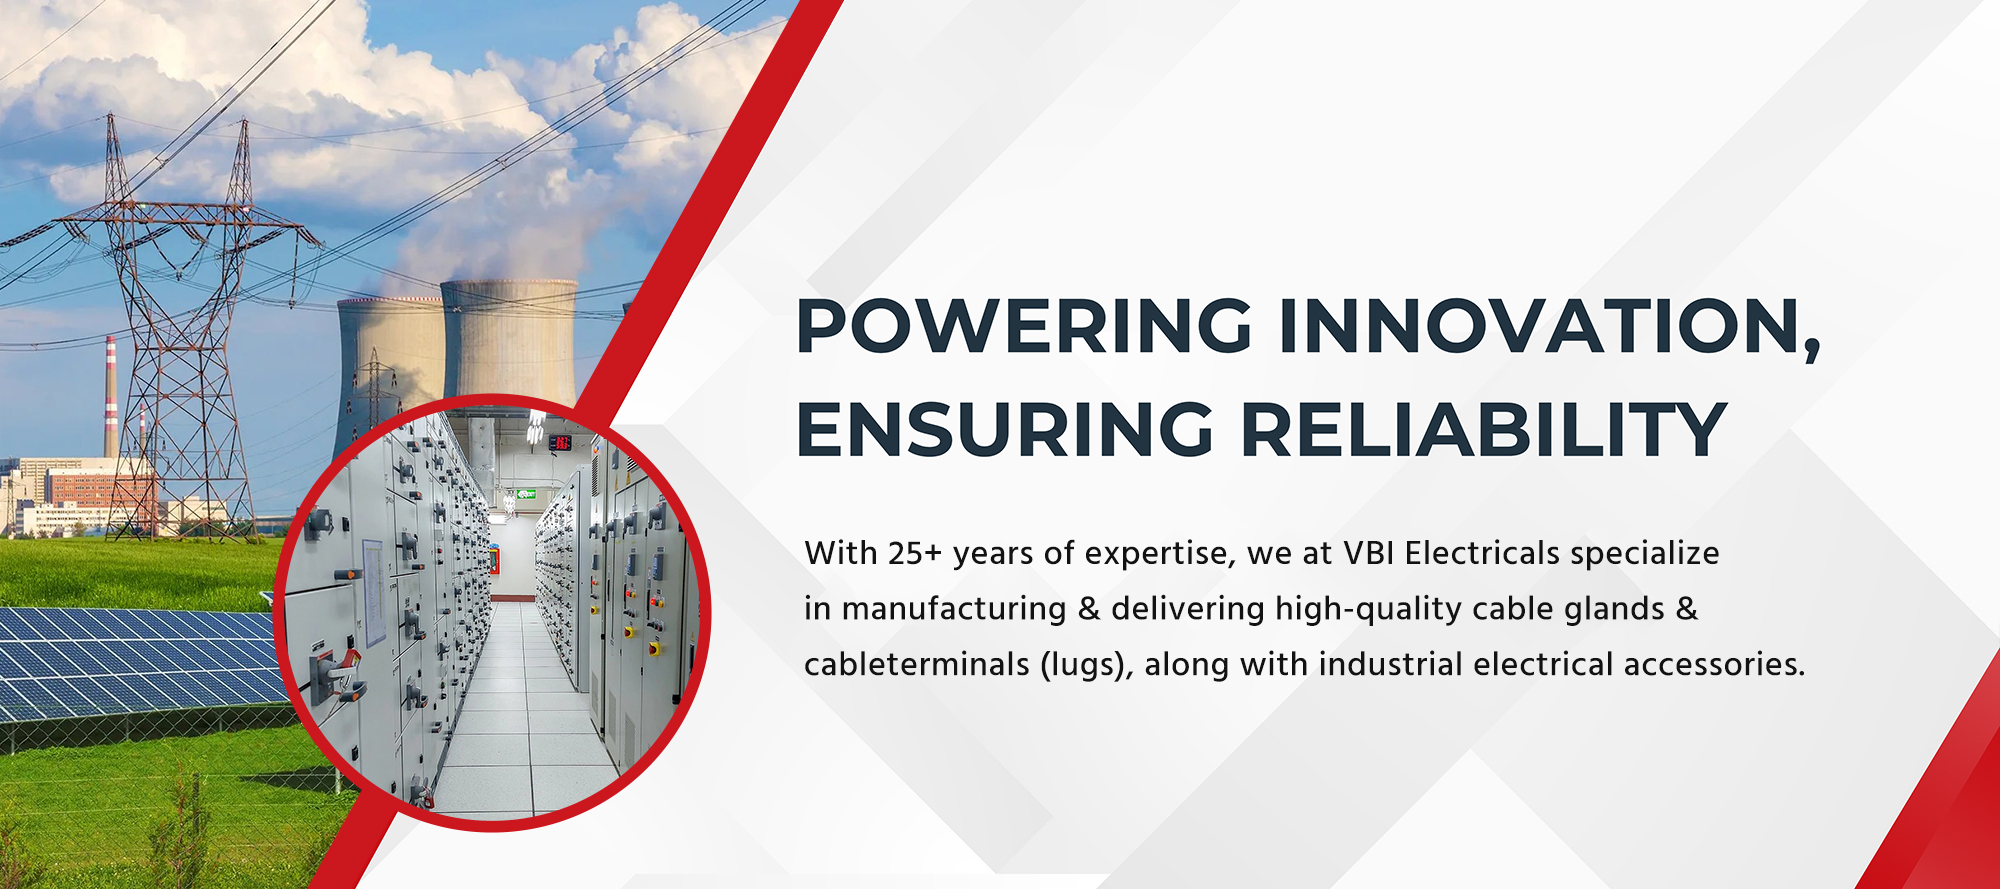 POWERING INNOVATION,
ENSURING RELIABILITY
With 25+ years of expertise, we at VBI Electricals specialize
in manufacturing & delivering high-quality cable glands &
cableterminals (lugs), along with industrial electrical accessories.